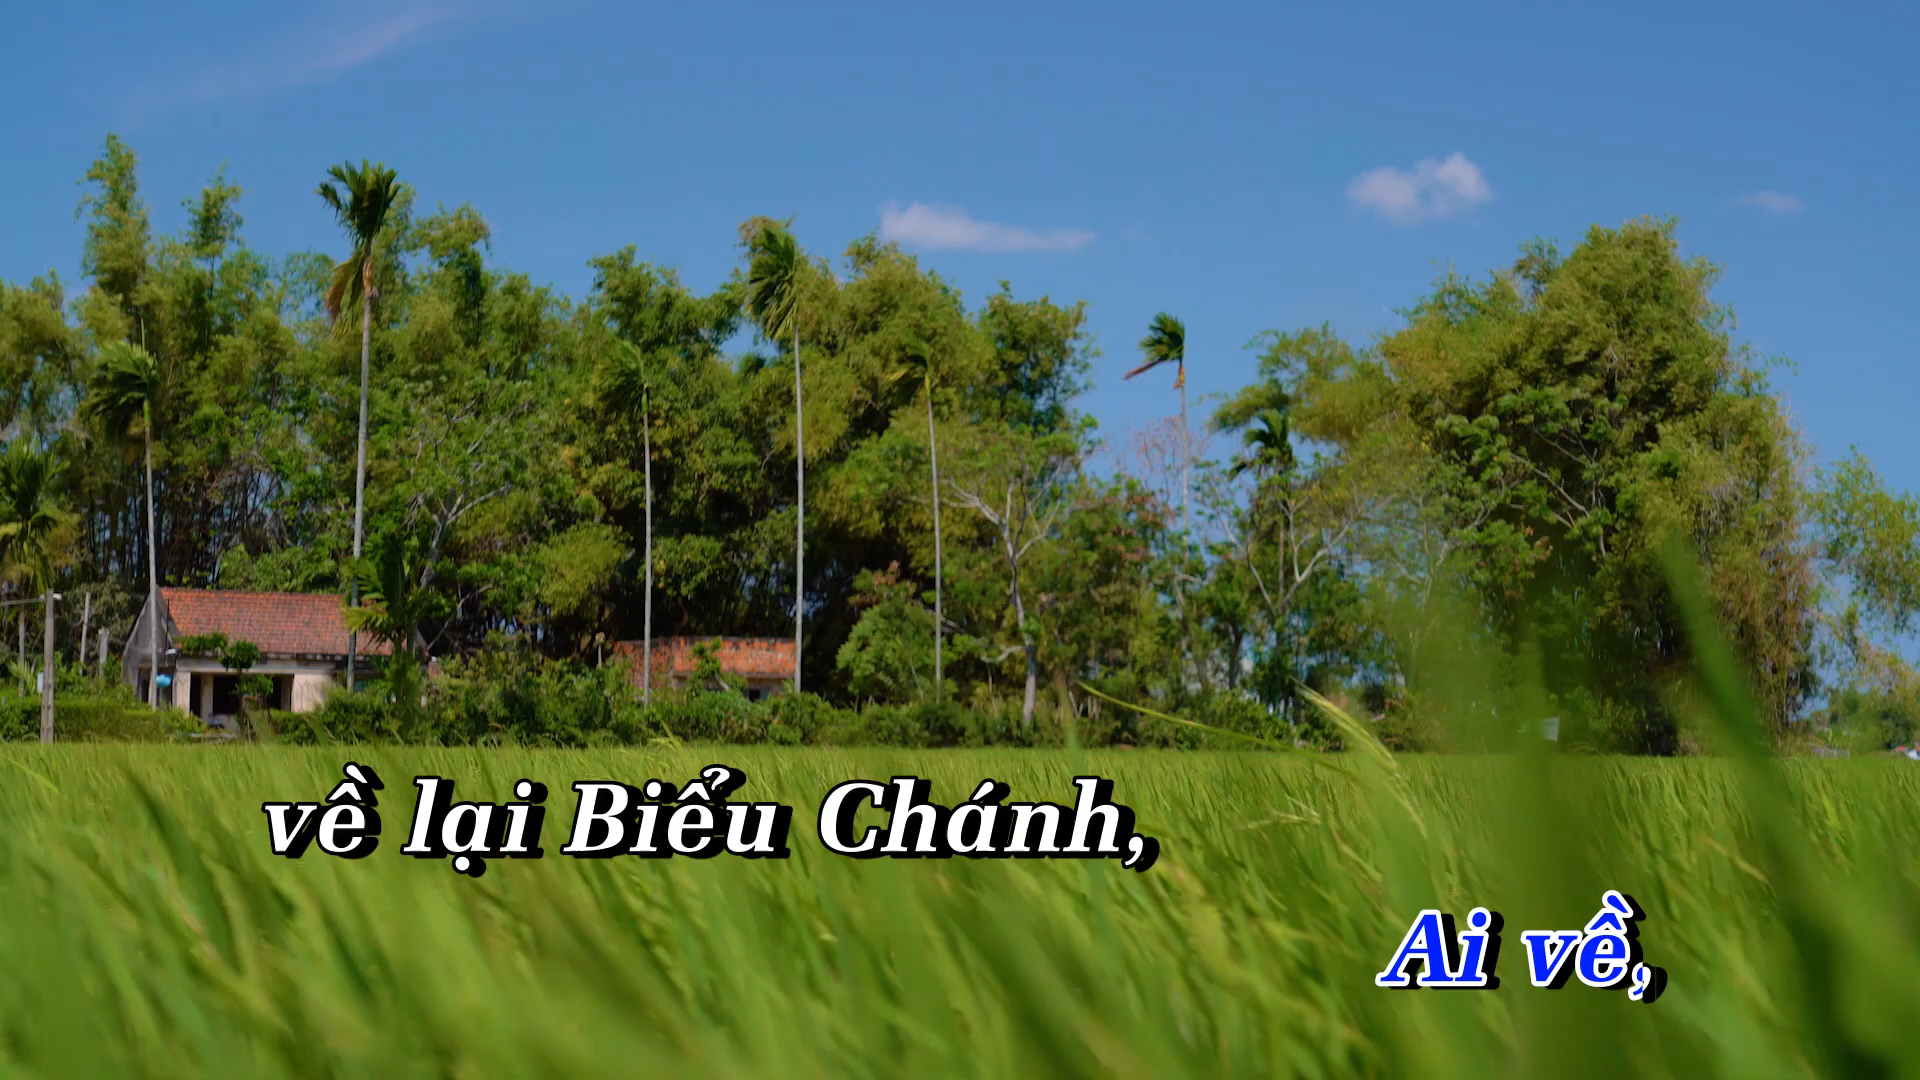 về lại Biểu Chánh,
Ai về,